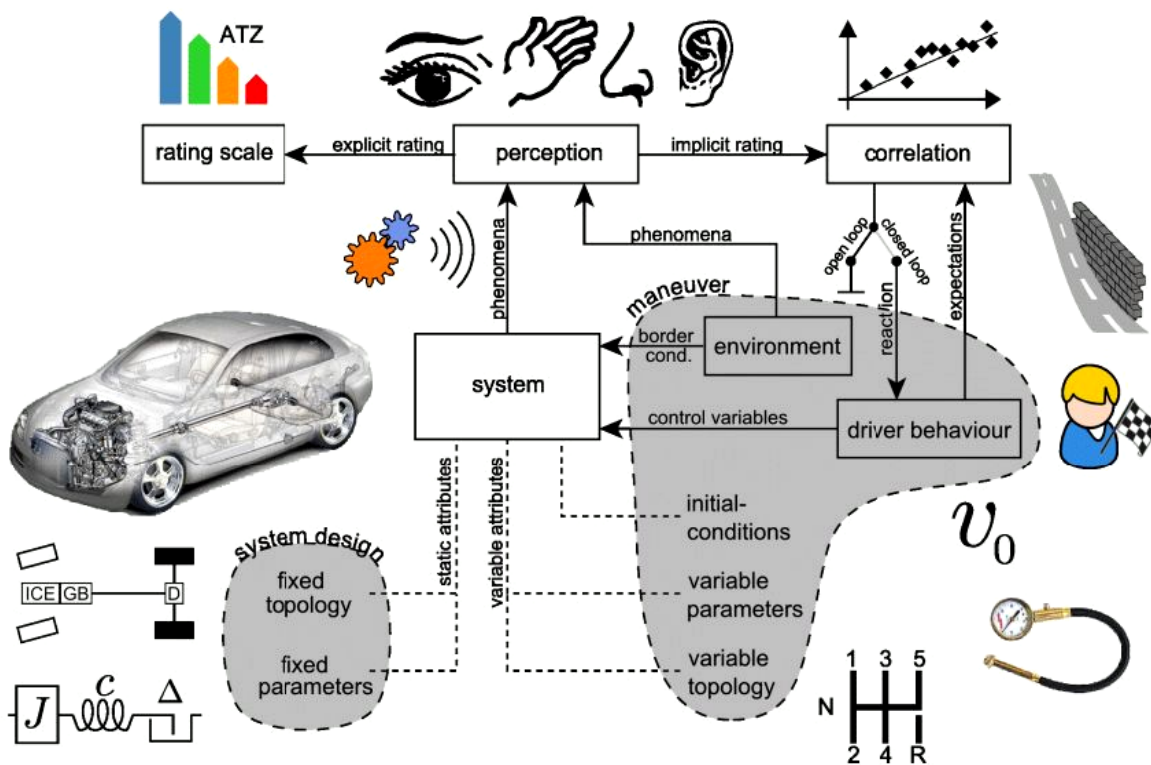 ATZ
rating scale
explicit rating
perception
implicit rating
correlation
phenomena
phenomena
open loop
closed loop
reaction
expectations
maneuver
system
border
cond.
environment
control variables
driver behaviour
static attributes
variable attributes
initial-
conditions
υ0
system design
fixed
topology
fixed
parameters
variable
parameters
variable
topology
ICE GB
D
J
c
Δ
1 3 5
N
2 4 R